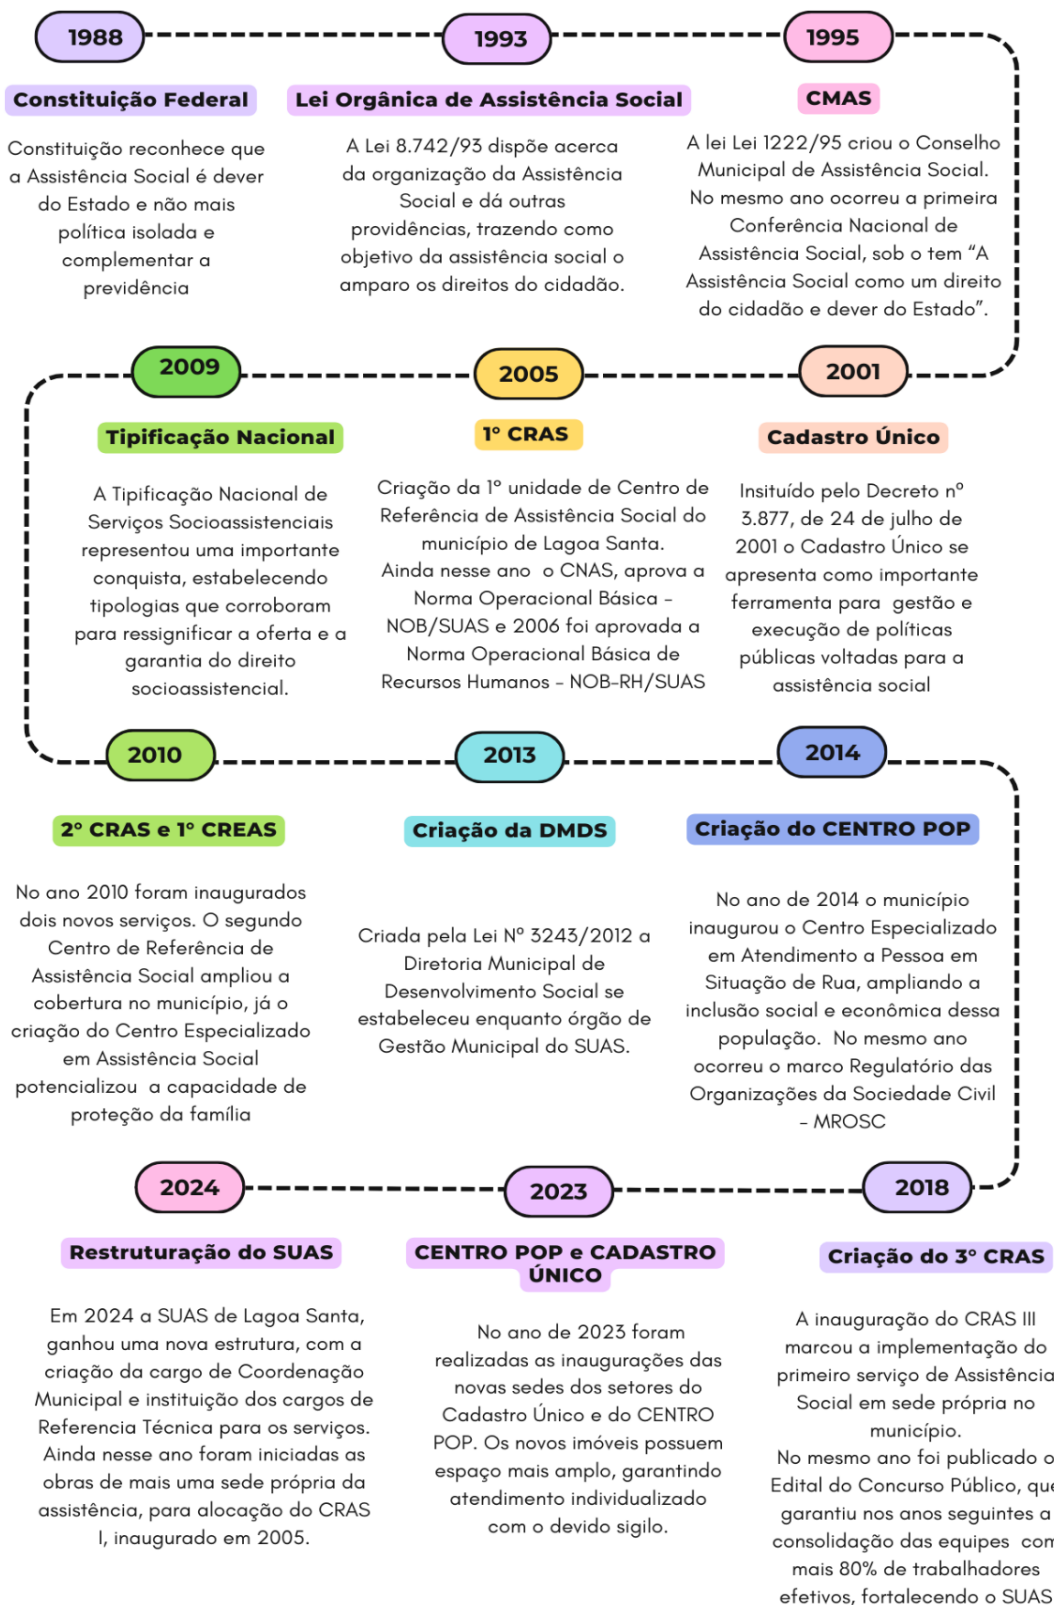 1988
Constituição Federal
Constituição reconhece que
a Assistência Social é dever
do Estado e não mais
política isolada e
complementar a
previdência
1993
Lei Orgânica de Assistência Social
A Lei 8.742/93 dispõe acerca
da organização da Assistência
Social e dá outras
providências, trazendo como
objetivo da assistência social o
amparo os direitos do cidadão.
1995
CMAS
A lei Lei 1222/95 criou o Conselho
Municipal de Assistência Social.
No mesmo ano ocorreu a primeira
Conferência Nacional de
Assistência Social, sob o tem “A
Assistência Social como um direito
do cidadão e dever do Estado”.
2001
Cadastro Único
Insituído pelo Decreto nº
3.877, de 24 de julho de
2001 o Cadastro Único se
apresenta como importante
ferramenta para gestão e
execução de políticas
públicas voltadas para a
assistência social
2005
1° CRAS
Criação da 1° unidade de Centro de
Referência de Assistência Social do
município de Lagoa Santa.
Ainda nesse ano o CNAS, aprova a
Norma Operacional Básica -
NOB/SUAS e 2006 foi aprovada a
Norma Operacional Básica de
Recursos Humanos - NOB-RH/SUAS
2009
Tipificação Nacional
A Tipificação Nacional de
Serviços Socioassistenciais
representou uma importante
conquista, estabelecendo
tipologias que corroboram
para ressignificar a oferta e a
garantia do direito
socioassistencial.
2010
2° CRAS e 1° CREAS
No ano 2010 foram inaugurados
dois novos serviços. O segundo
Centro de Referência de
Assistência Social ampliou a
cobertura no município, já o
criação do Centro Especializado
em Assistência Social
potencializou a capacidade de
proteção da família
2013
Criação da DMDS
Criada pela Lei Nº 3243/2012 a
Diretoria Municipal de
Desenvolvimento Social se
estabeleceu enquanto órgão de
Gestão Municipal do SUAS.
2014
Criação do CENTRO POP
No ano de 2014 o município
inaugurou o Centro Especializado
em Atendimento a Pessoa em
Situação de Rua, ampliando a
inclusão social e econômica dessa
população. No mesmo ano
ocorreu o marco Regulatório das
Organizações da Sociedade Civil
- MROSC
2018
Criação do 3° CRAS
A inauguração do CRAS III
marcou a implementação do
primeiro serviço de Assistência
Social em sede própria no
município.
No mesmo ano foi publicado o
Edital do Concurso Público, que
garantiu nos anos seguintes a
consolidação das equipes com
mais 80% de trabalhadores
efetivos, fortalecendo o SUAS
2023
CENTRO POP e CADASTRO
ÚNICO
No ano de 2023 foram
realizadas as inaugurações das
novas sedes dos setores do
Cadastro Único e do CENTRO
POP. Os novos imóveis possuem
espaço mais amplo, garantindo
atendimento individualizado
com o devido sigilo.
2024
Restruturação do SUAS
Em 2024 a SUAS de Lagoa Santa,
ganhou uma nova estrutura, com a
criação da cargo de Coordenação
Municipal e instituição dos cargos de
Referencia Técnica para os serviços.
Ainda nesse ano foram iniciadas as
obras de mais uma sede própria da
assistência, para alocação do CRAS
I, inaugurado em 2005.